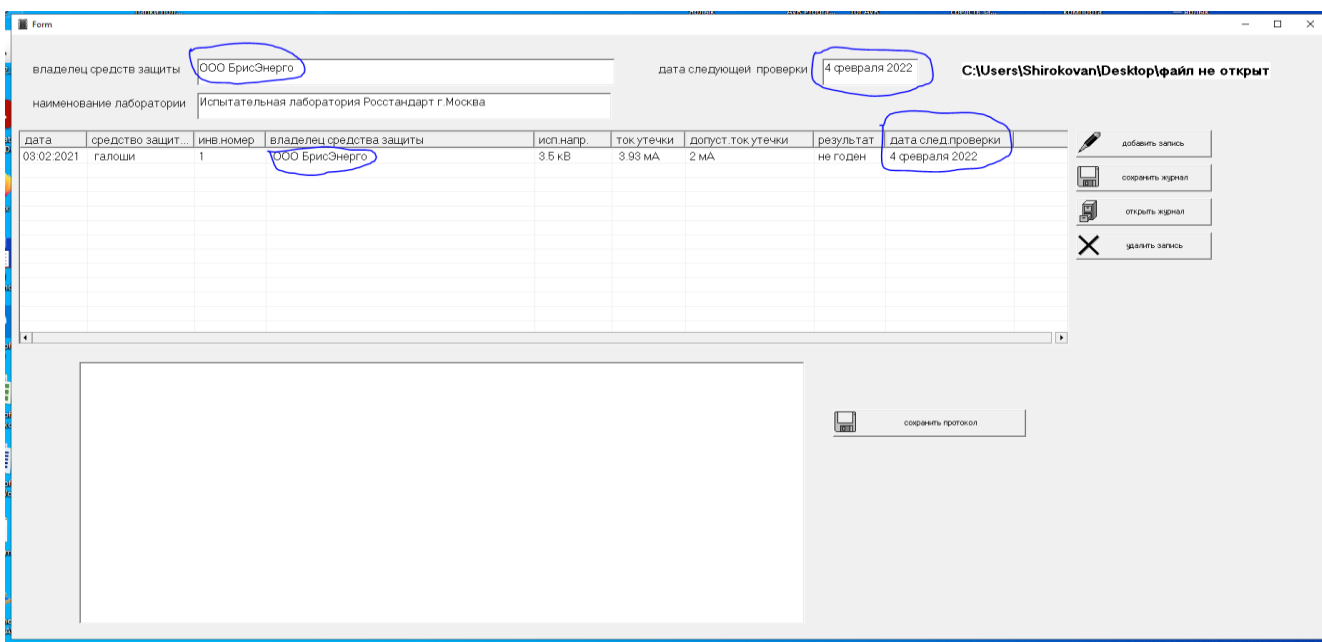 Form
владелец средств защиты ООО БрисЭнерго дата следующей проверки 4 февраля 2022 C:\Users\Shirokovan\Desktop\файл не открыт
наименование лаборатории Испытательная лаборатория Росстандарт г.Москва
дата средство защит... инв.номер владелец средства защиты исп.напр. ток утечки допуст.ток утечки результат дата след.проверки
03:02:2021 галоши 1 ООО БрисЭнерго 3.5 кВ 3.93 мА 2 мА не годен 4 февраля 2022
добавить запись
сохранить журнал
открыть журнал
удалить запись
сохранить протокол